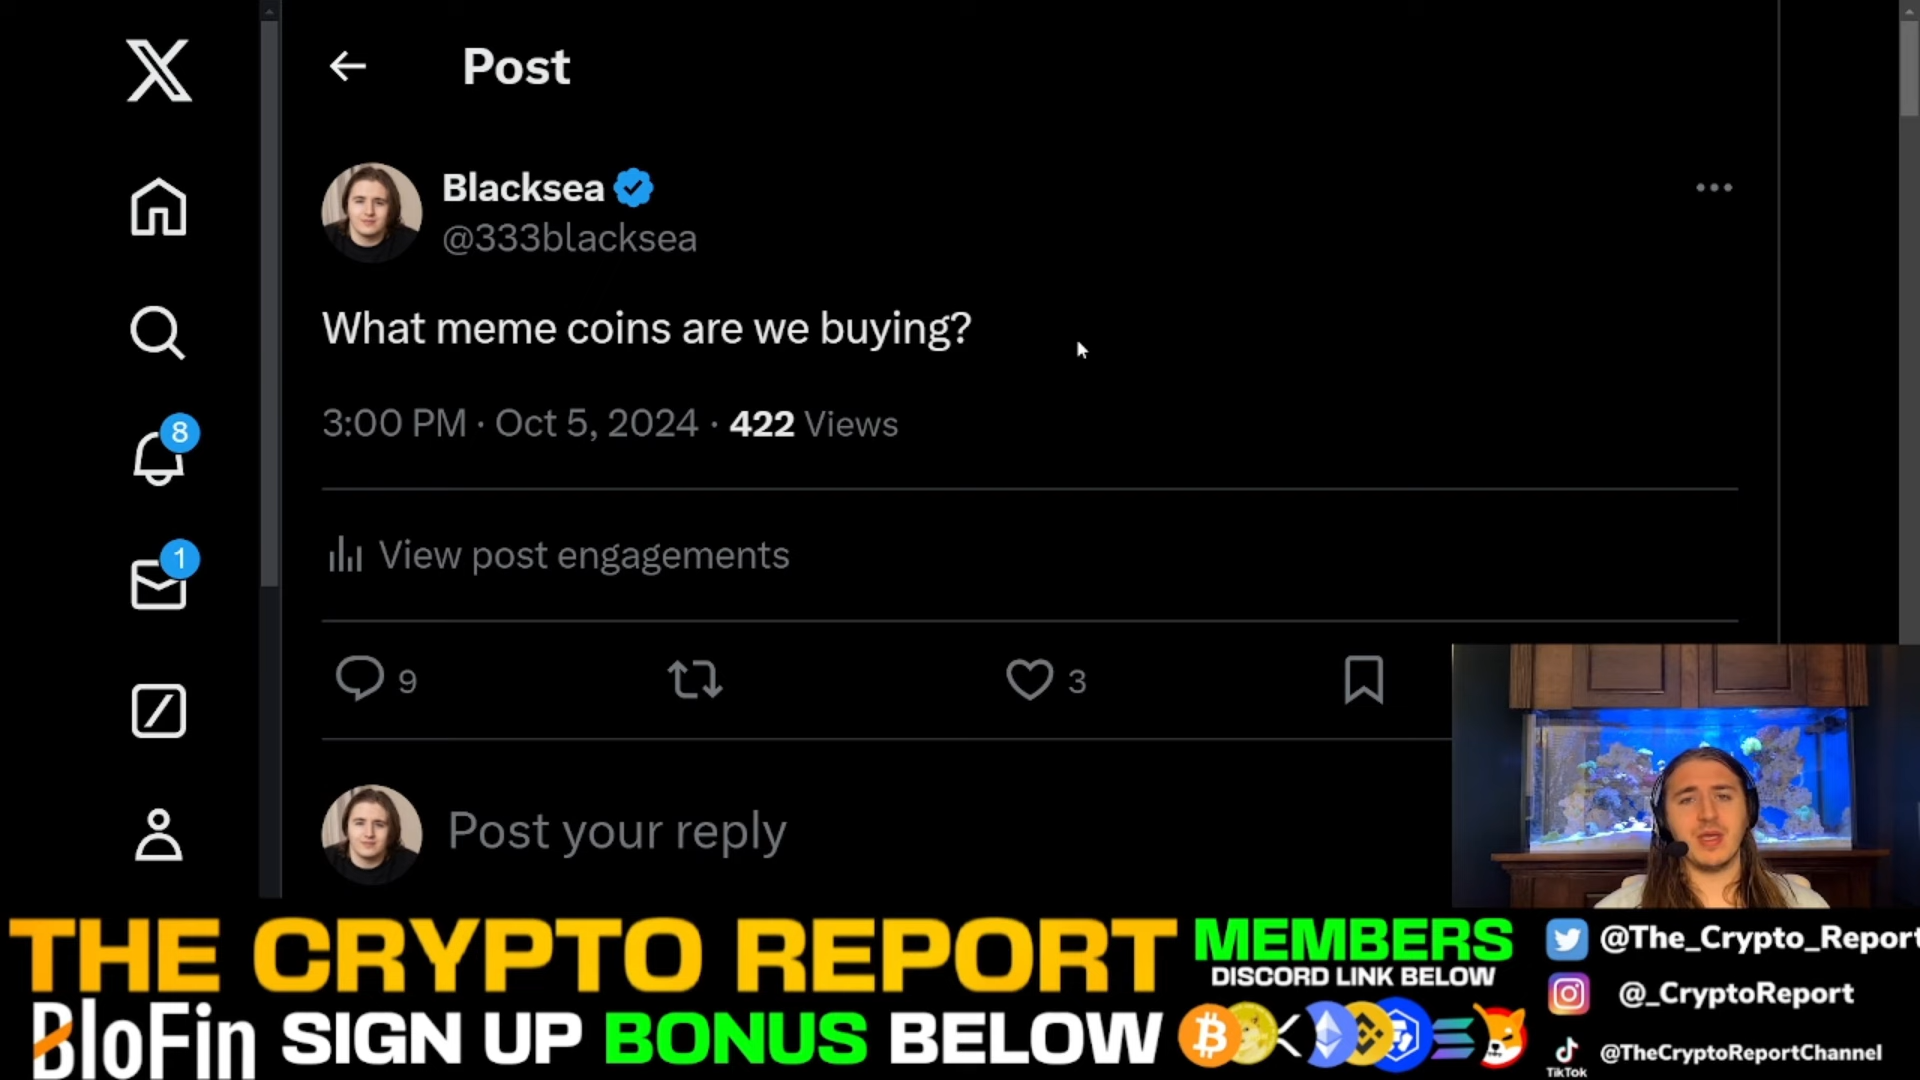 Post
Blacksea
@333blacksea
What meme coins are we buying?
3:00 PM · Oct 5, 2024 · 422 Views
8
View post engagements
1
9
3
Post your reply
THE CRYPTO REPORT
MEMBERS
DISCORD LINK BELOW
@The_Crypto_Report
@_CryptoReport
BloFin SIGN UP BONUS BELOW
TikTok
@TheCryptoReportChannel